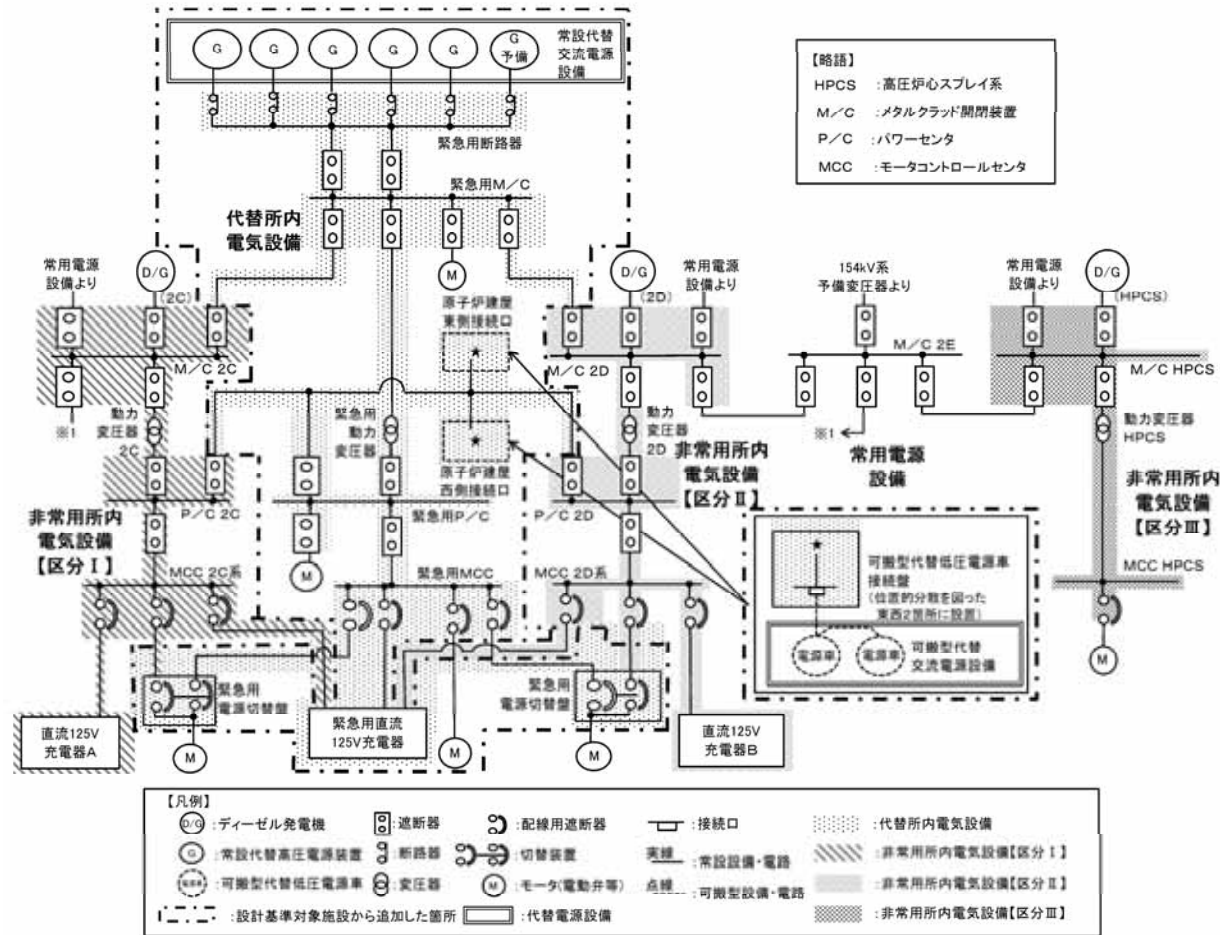 G
G
G
G
G
G
予備
常設代替
交流電源
設備
【略語】
HPCS :高圧炉心スプレイ系
M/C :メタルクラッド開閉装置
P/C :パワーセンタ
MCC :モータコントロールセンタ
緊急用断路器
緊急用M/C
代替所内
電気設備
常用電源
設備より
D/G
(2C)
M
原子炉建屋
東側接続口
★
D/G
(2D)
常用電源
設備より
154kV系
予備変圧器より
常用電源
設備より
D/G
(HPCS)
M/C 2C
M/C 2D
M/C 2E
M/C HPCS
※1
動力
変圧器
2C
緊急用
動力
変圧器
★
原子炉建屋
西側接続口
動力
変圧器
2D
非常用所内
電気設備
【区分Ⅱ】
※1
常用電源
設備
動力変圧器
HPCS
非常用所内
電気設備
【区分Ⅲ】
P/C 2C
緊急用P/C
P/C 2D
非常用所内
電気設備
【区分Ⅰ】
M
MCC 2C系
緊急用MCC
MCC 2D系
MCC HPCS
★
可搬型代替低圧電源車
接続盤
(位置的分散を図った
東西2箇所に設置)
電源車
電源車
可搬型代替
交流電源設備
M
緊急用
電源切替盤
緊急用
電源切替盤
直流125V
充電器A
M
緊急用直流
125V充電器
M
M
直流125V
充電器B
【凡例】
D/G :ディーゼル発電機
:遮断器
:配線用遮断器
:接続口
:代替所内電気設備
G :常設代替高圧電源装置
:断路器
:切替装置
実線 :常設設備・電路
:非常用所内電気設備【区分Ⅰ】
電源車 :可搬型代替低圧電源車
:変圧器
M :モータ(電動弁等)
点線 :可搬型設備・電路
:非常用所内電気設備【区分Ⅱ】
:設計基準対象施設から追加した箇所
:代替電源設備
:非常用所内電気設備【区分Ⅲ】